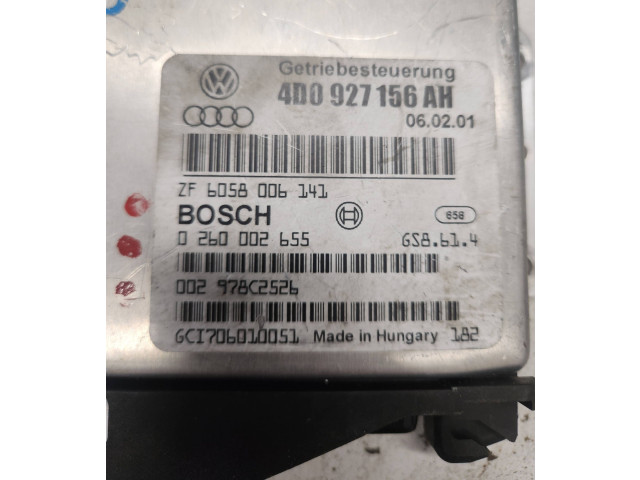 Getriebesteuerung
4D0 927 156 AH
06.02.01
ZF 6058 006 141
BOSCH
658
0 260 002 655 GS8.61.4
002 978C2526
GCI706010051 Made in Hungary 182